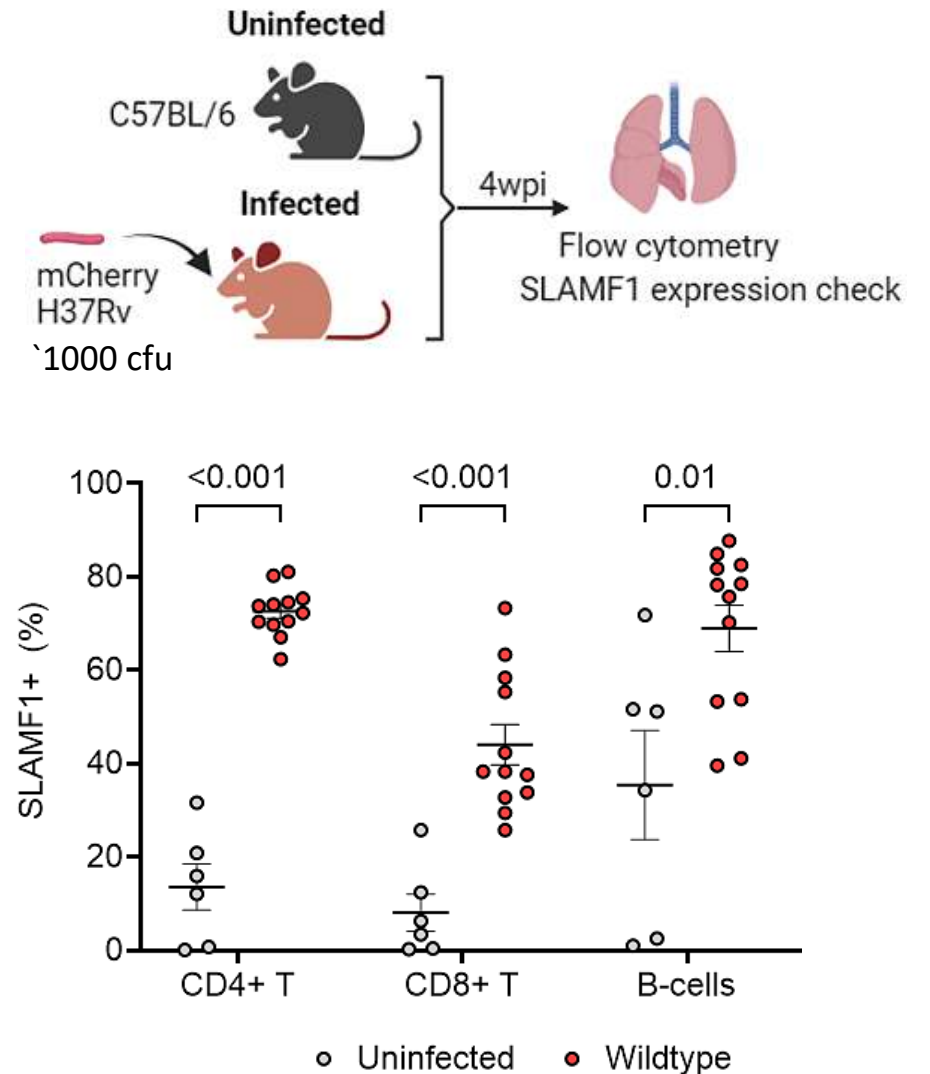 Uninfected
C57BL/6
Infected
mCherry
H37Rv
`1000 cfu
4wpi
Flow cytometry
SLAMF1 expression check
<0.001
<0.001
0.01
SLAMF1+ (%)
100
80
60
40
20
0
CD4+ T
CD8+ T
B-cells
Uninfected
Wildtype